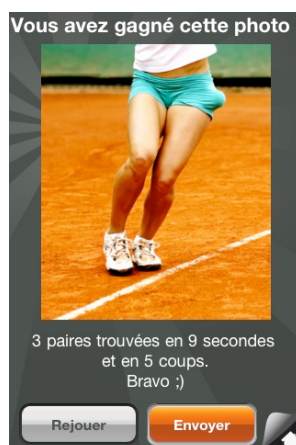 Vous avez gagné cette photo
3 paires trouvées en 9 secondes
et en 5 coups.
Bravo ;)
Rejouer
Envoyer